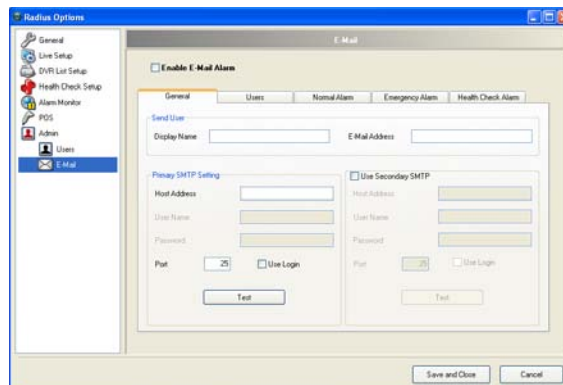 Radius Options
General
Live Setup
DVR List Setup
Health Check Setup
Alarm Monitor
POS
Admin
Users
E-Mail
E-Mail
Enable E-Mail Alarm
General Users Normal Alarm Emergency Alarm Health Check Alarm
Send User
Display Name E-Mail Address
Primary SMTP Setting Use Secondary SMTP
Host Address Host Address
User Name User Name
Password Password
Port 25 Use Login Port 25 Use Login
Test Test
Save and Close Cancel